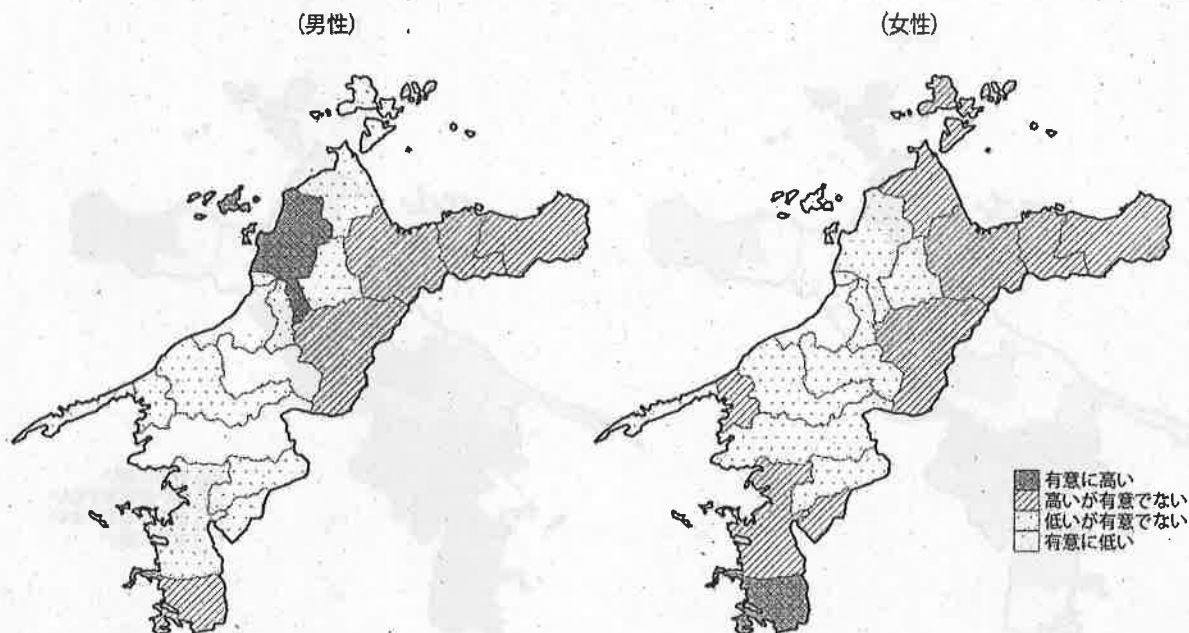 (男性)
(女性)
有意に高い
高いが有意でない
低いが有意でない
有意に低い